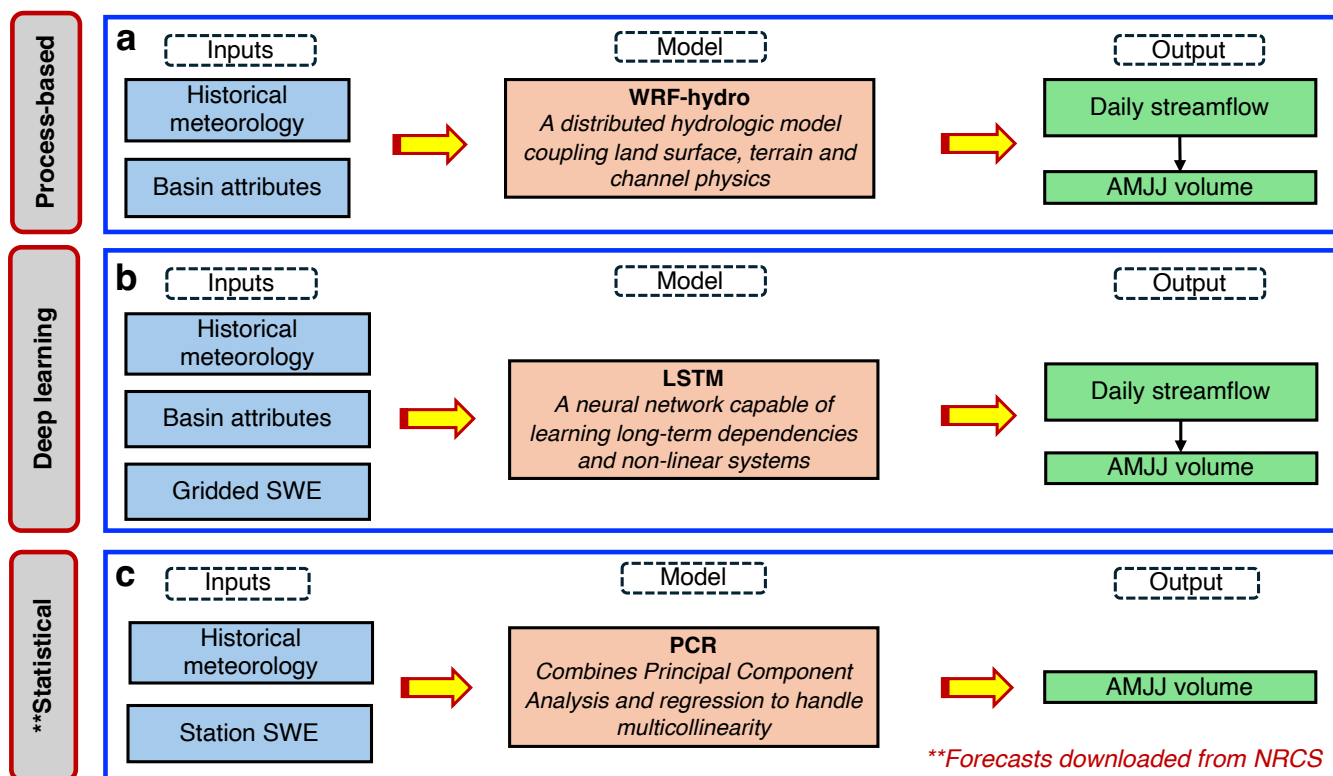 Process-based
a
Inputs
Model
Output
Historical
meteorology
Basin attributes
WRF-hydro
A distributed hydrologic model
coupling land surface, terrain and
channel physics
Daily streamflow
AMJJ volume
Deep learning
b
Inputs
Model
Output
Historical
meteorology
Basin attributes
Gridded SWE
LSTM
A neural network capable of
learning long-term dependencies
and non-linear systems
Daily streamflow
AMJJ volume
**Statistical
c
Inputs
Model
Output
Historical
meteorology
Station SWE
PCR
Combines Principal Component
Analysis and regression to handle
multicollinearity
AMJJ volume
**Forecasts downloaded from NRCS